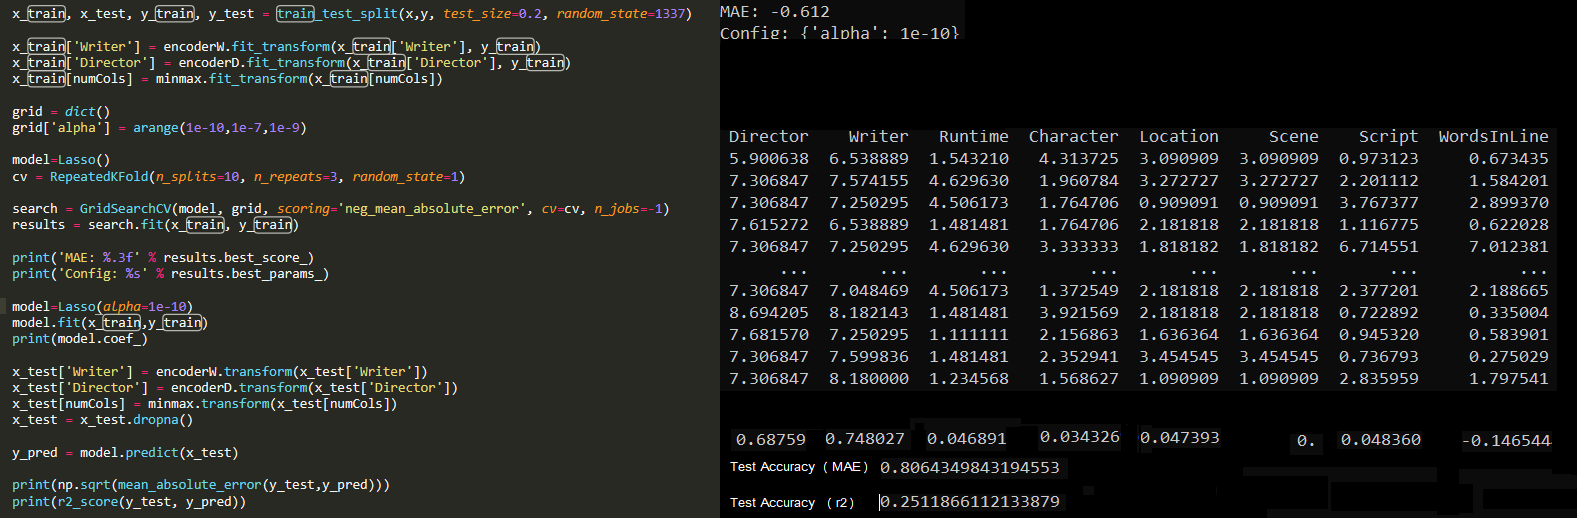 x_train, x_test, y_train, y_test = train_test_split(x,y, test_size=0.2, random_state=1337)
x_train['Writer'] = encoderW.fit_transform(x_train['Writer'], y_train)
x_train['Director'] = encoderD.fit_transform(x_train['Director'], y_train)
x_train[numCols] = minmax.fit_transform(x_train[numCols])
grid = dict()
grid['alpha'] = arange(1e-10,1e-7,1e-9)
model=Lasso()
cv = RepeatedKFold(n_splits=10, n_repeats=3, random_state=1)
search = GridSearchCV(model, grid, scoring='neg_mean_absolute_error', cv=cv, n_jobs=-1)
results = search.fit(x_train, y_train)
print('MAE: %.3f' % results.best_score_)
print('Config: %s' % results.best_params_)
model=Lasso(alpha=1e-10)
model.fit(x_train,y_train)
print(model.coef_)
x_test['Writer'] = encoderW.transform(x_test['Writer'])
x_test['Director'] = encoderD.transform(x_test['Director'])
x_test[numCols] = minmax.transform(x_test[numCols])
x_test = x_test.dropna()
y_pred = model.predict(x_test)
print(np.sqrt(mean_absolute_error(y_test,y_pred)))
print(r2_score(y_test, y_pred))
MAE: -0.612
Config: {'alpha': 1e-10}
Director Writer Runtime Character Location Scene Script WordsInLine
5.900638 6.538889 1.543210 4.313725 3.090909 3.090909 0.973123 0.673435
7.306847 7.574155 4.629630 1.960784 3.272727 3.272727 2.201112 1.584201
7.306847 7.250295 4.506173 1.764706 0.909091 0.909091 3.767377 2.899370
7.615272 6.538889 1.481481 1.764706 2.181818 2.181818 1.116775 0.622028
7.306847 7.250295 4.629630 3.333333 1.818182 1.818182 6.714551 7.012381
... ... ... ... ... ... ... ...
7.306847 7.048469 4.506173 1.372549 2.181818 2.181818 2.377201 2.188665
8.694205 8.182143 1.481481 3.921569 2.181818 2.181818 0.722892 0.335004
7.681570 7.250295 1.111111 2.156863 1.636364 1.636364 0.945320 0.583901
7.306847 7.599836 1.481481 2.352941 3.454545 3.454545 0.736793 0.275029
7.306847 8.180000 1.234568 1.568627 1.090909 1.090909 2.835959 1.797541
0.68759 0.748027 0.046891 0.034326 0.047393 0. 0.048360 -0.146544
Test Accuracy ( MAE ) 0.8064349843194553
Test Accuracy ( r2 ) 0.2511866112133879